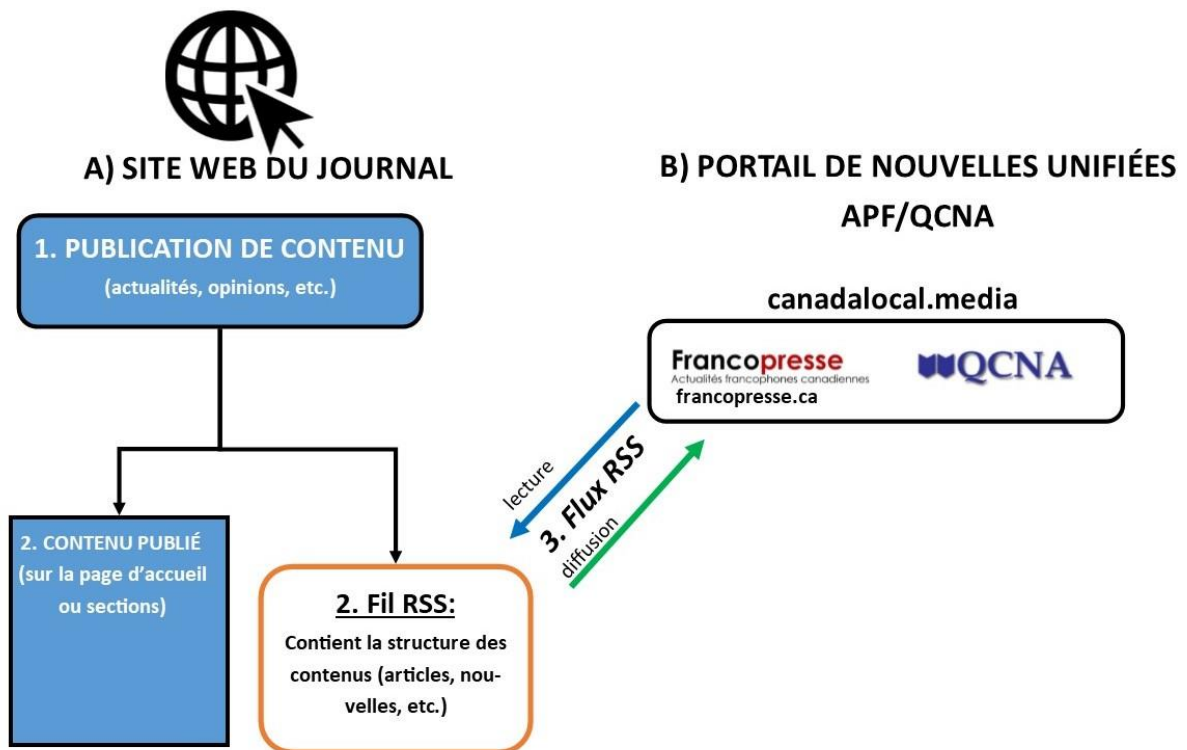 A) SITE WEB DU JOURNAL
1. PUBLICATION DE CONTENU
(actualités, opinions, etc.)
2. CONTENU PUBLIÉ
(sur la page d'accueil
ou sections)
2. Fil RSS:
Contient la structure des
contenus (articles, nou-
velles, etc.)
lecture
3. Flux RSS
diffusion
B) PORTAIL DE NOUVELLES UNIFIÉES
APF/QCNA
canadalocal.media
Francopresse
Actualités francophones canadiennes
francopresse.ca
QCNA